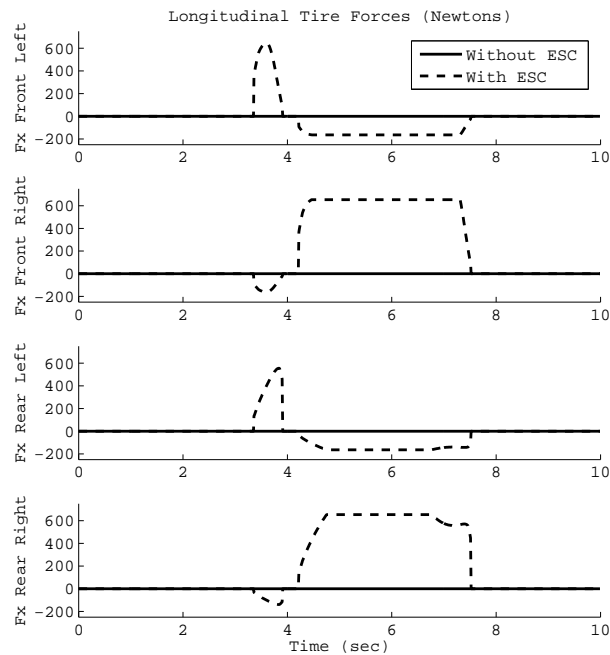 Longitudinal Tire Forces (Newtons)
Fx Front Left
600
400
200
0
−200
Without ESC
With ESC
0 2 4 6 8 10
Fx Front Right
600
400
200
0
−200
0 2 4 6 8 10
Fx Rear Left
600
400
200
0
−200
0 2 4 6 8 10
Fx Rear Right
600
400
200
0
−200
0 2 4 6 8 10
Time (sec)